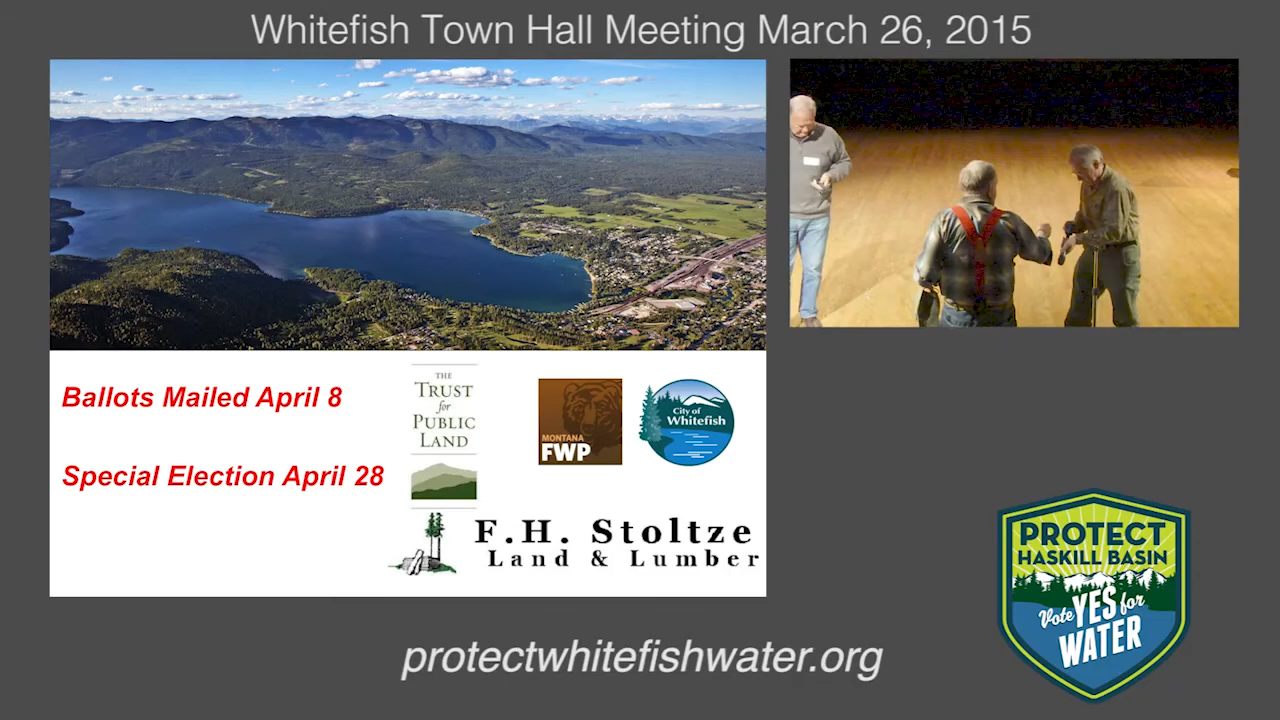 Whitefish Town Hall Meeting March 26, 2015
Ballots Mailed April 8
Special Election April 28
THE
TRUST
for
PUBLIC
LAND
MONTANA
FWP
City of
Whitefish
F.H. Stoltze
Land & Lumber
PROTECT
HASKILL BASIN
Vote YES for
WATER
protectwhitefishwater.org